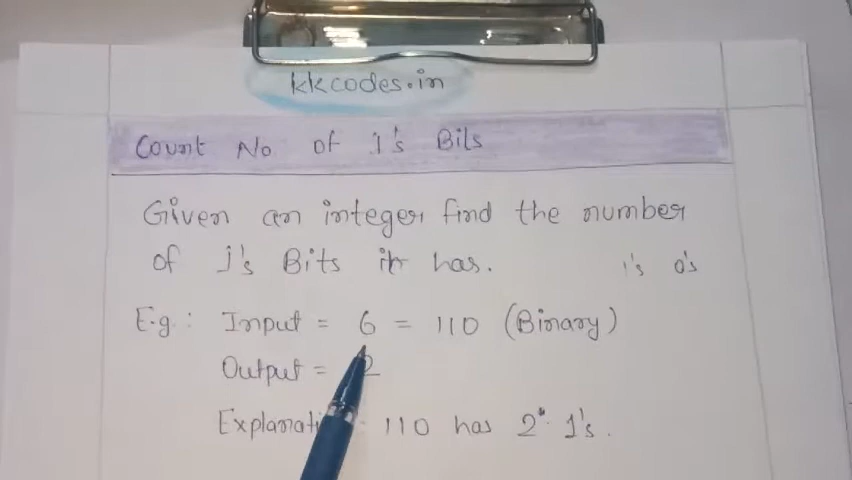 kkcodes.in
Count No of 1's Bits
Given an integer find the number
of 1's Bits it has. 1's 0's
E.g.: Input = 6 = 110 (Binary)
Output = 2
110 has 2 1's.